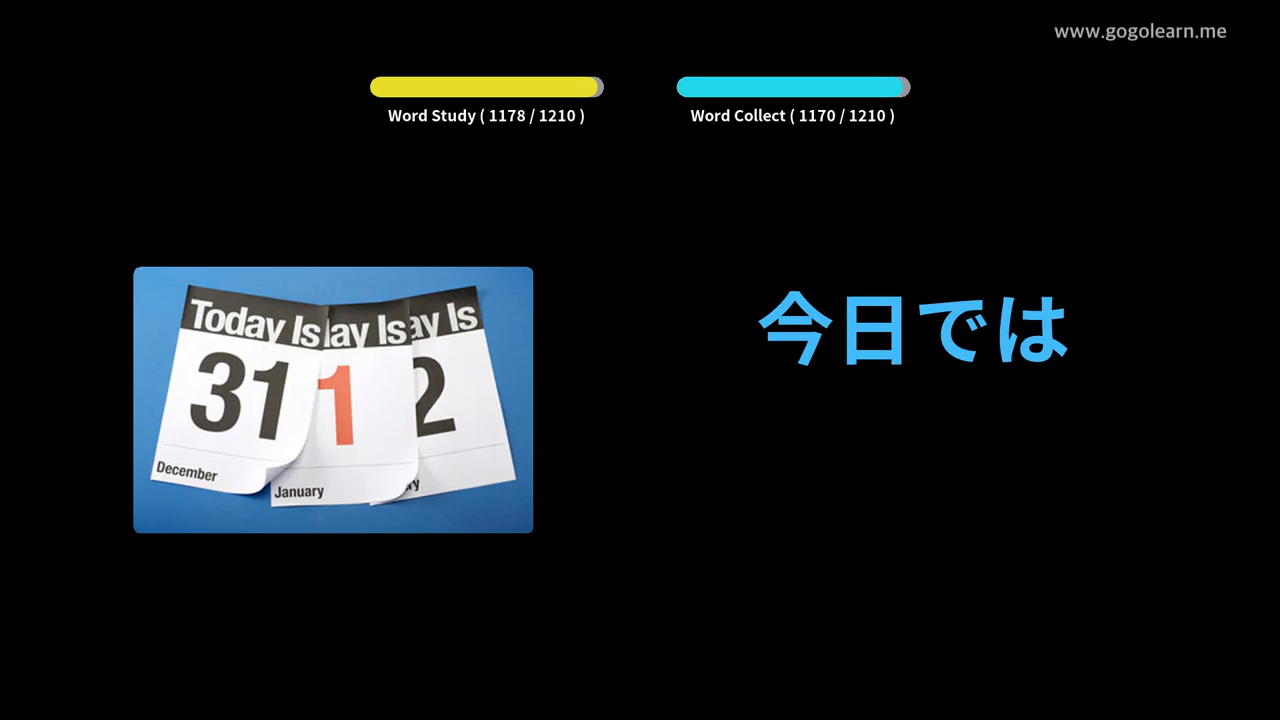 www.gogolearn.me
Word Study ( 1178 / 1210 )
Word Collect ( 1170 / 1210 )
今日では
Today Is
31
December
ay Is
1
January
ay Is
2
ry